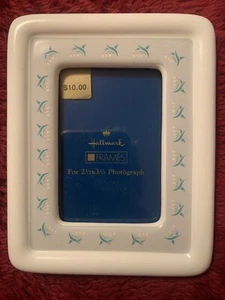 $10.00
Hallmark
FRAMES
For 2½x3½ Photograph